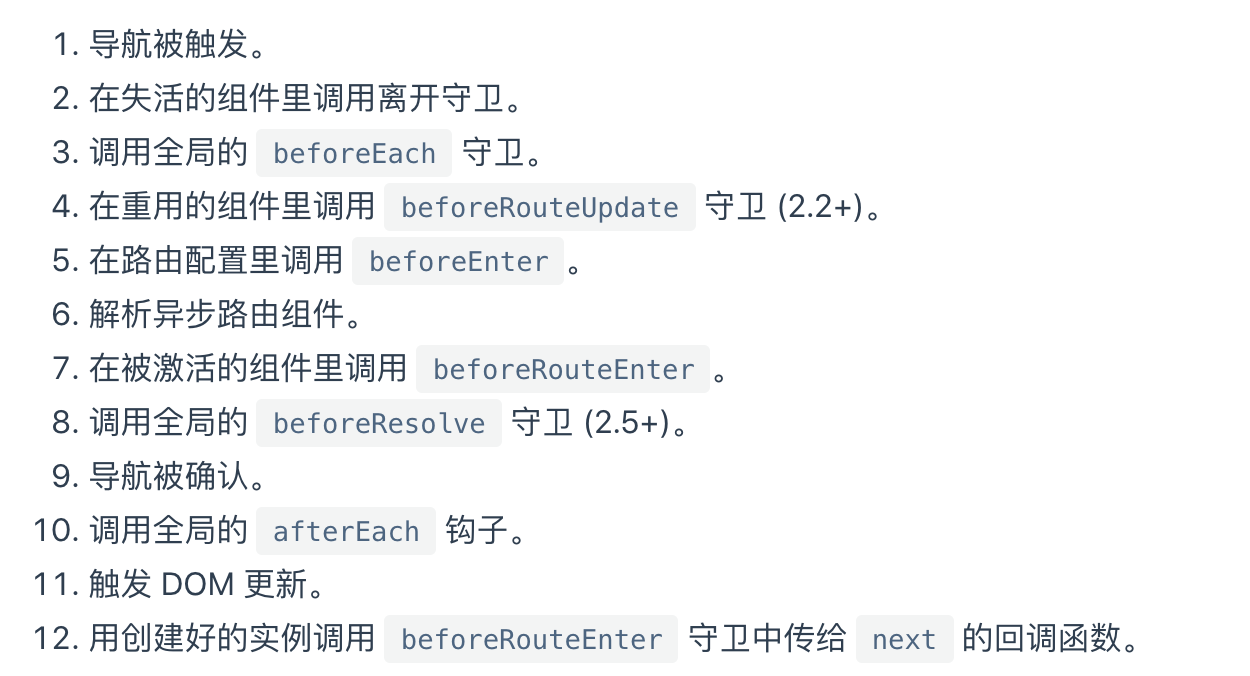 1. 导航被触发。
2. 在失活的组件里调用离开守卫。
3. 调用全局的 beforeEach 守卫。
4. 在重用的组件里调用 beforeRouteUpdate 守卫 (2.2+)。
5. 在路由配置里调用 beforeEnter。
6. 解析异步路由组件。
7. 在被激活的组件里调用 beforeRouteEnter。
8. 调用全局的 beforeResolve 守卫 (2.5+)。
9. 导航被确认。
10. 调用全局的 afterEach 钩子。
11. 触发 DOM 更新。
12. 用创建好的实例调用 beforeRouteEnter 守卫中传给 next 的回调函数。